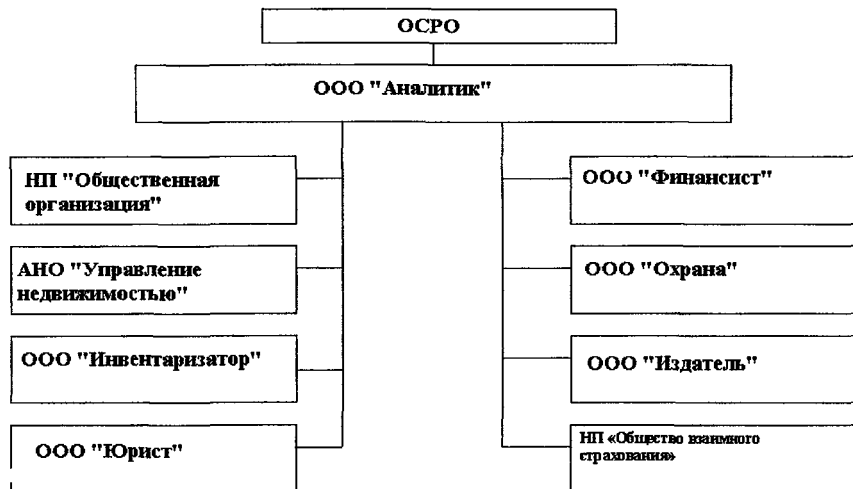 ОСРО
ООО "Аналитик"
НП "Общественная
организация"
АНО "Управление
недвижимостью"
ООО "Инвентаризатор"
ООО "Юрист"
ООО "Финансист"
ООО "Охрана"
ООО "Издатель"
НП «Общество взаимного
страхования»